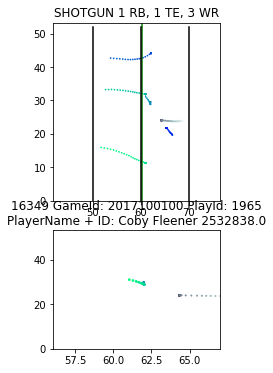 SHOTGUN 1 RB, 1 TE, 3 WR
50
40
30
20
10
0
50 60 70
16349 GameId: 2017100100 PlayId: 1965
PlayerName + ID: Coby Fleener 2532838.0
40
20
0
57.5 60.0 62.5 65.0